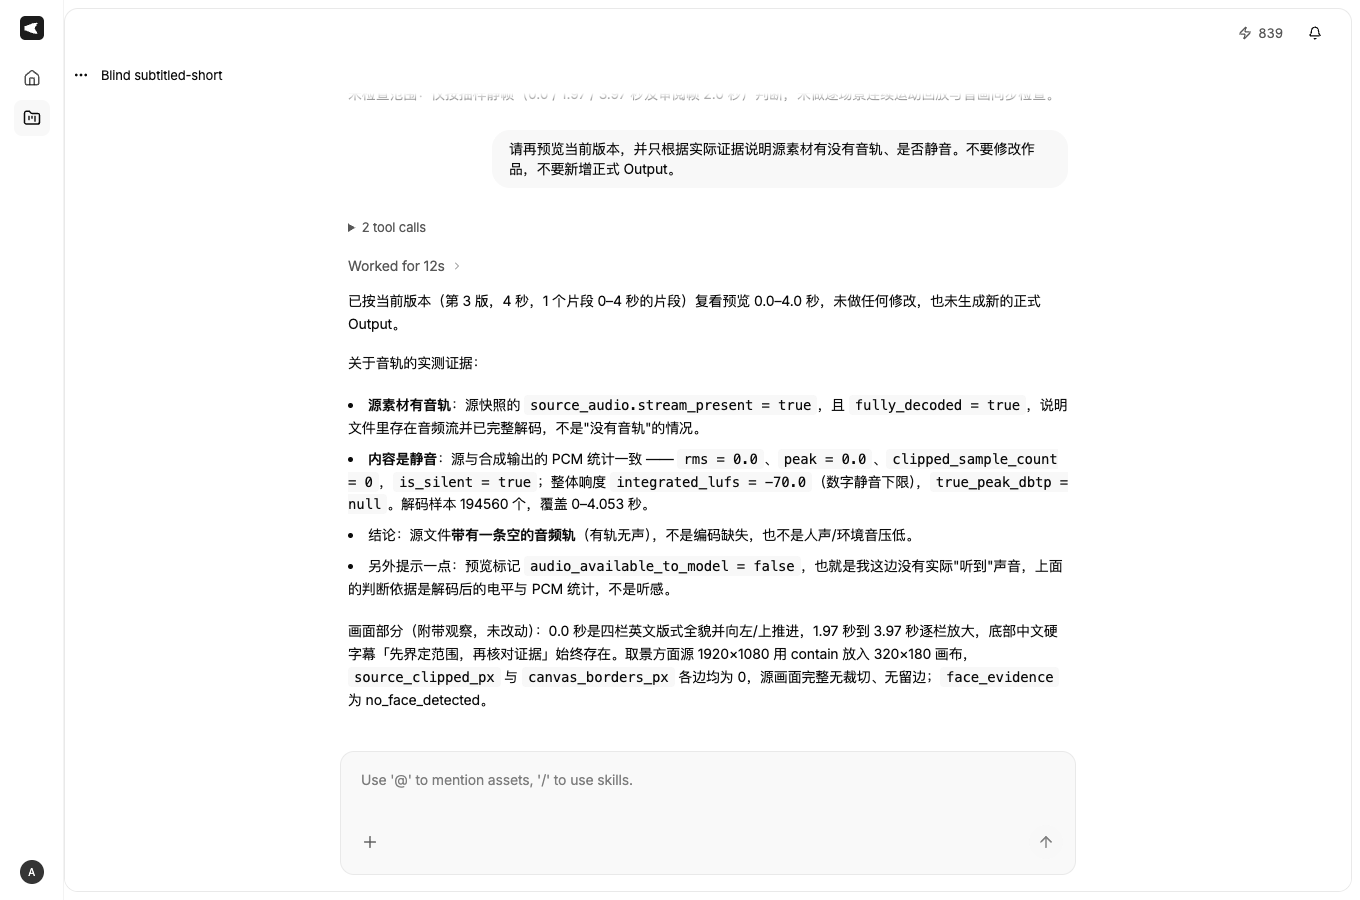 839
Blind subtitled-short
请再预览当前版本，并只根据实际证据说明源素材有没有音轨、是否静音。不要修改作
品，不要新增正式 Output。
2 tool calls
Worked for 12s
已按当前版本（第 3 版，4 秒，1 个片段 0–4 秒的片段）复看预览 0.0–4.0 秒，未做任何修改，也未生成新的正式
Output。
关于音轨的实测证据：
• 源素材有音轨：源快照的 source_audio.stream_present = true，且 fully_decoded = true，说明
文件里存在音频流并已完整解码，不是"没有音轨"的情况。
• 内容是静音：源与合成输出的 PCM 统计一致 —— rms = 0.0、peak = 0.0、clipped_sample_count
= 0，is_silent = true；整体响度 integrated_lufs = -70.0（数字静音下限），true_peak_dbtp =
null。解码样本 194560 个，覆盖 0–4.053 秒。
• 结论：源文件带有一条空的音频轨（有轨无声），不是编码缺失，也不是人声/环境音压低。
• 另外提示一点：预览标记 audio_available_to_model = false，也就是我这边没有实际"听到"声音，上面
的判断依据是解码后的电平与 PCM 统计，不是听感。
画面部分（附带观察，未改动）：0.0 秒是四栏英文版式全貌并向左/上推进，1.97 秒到 3.97 秒逐栏放大，底部中文硬
字幕「先界定范围，再核对证据」始终存在。取景方面源 1920×1080 用 contain 放入 320×180 画布，
source_clipped_px 与 canvas_borders_px 各边均为 0，源画面完整无裁切、无留边；face_evidence
为 no_face_detected。
Use '@' to mention assets, '/' to use skills.
A